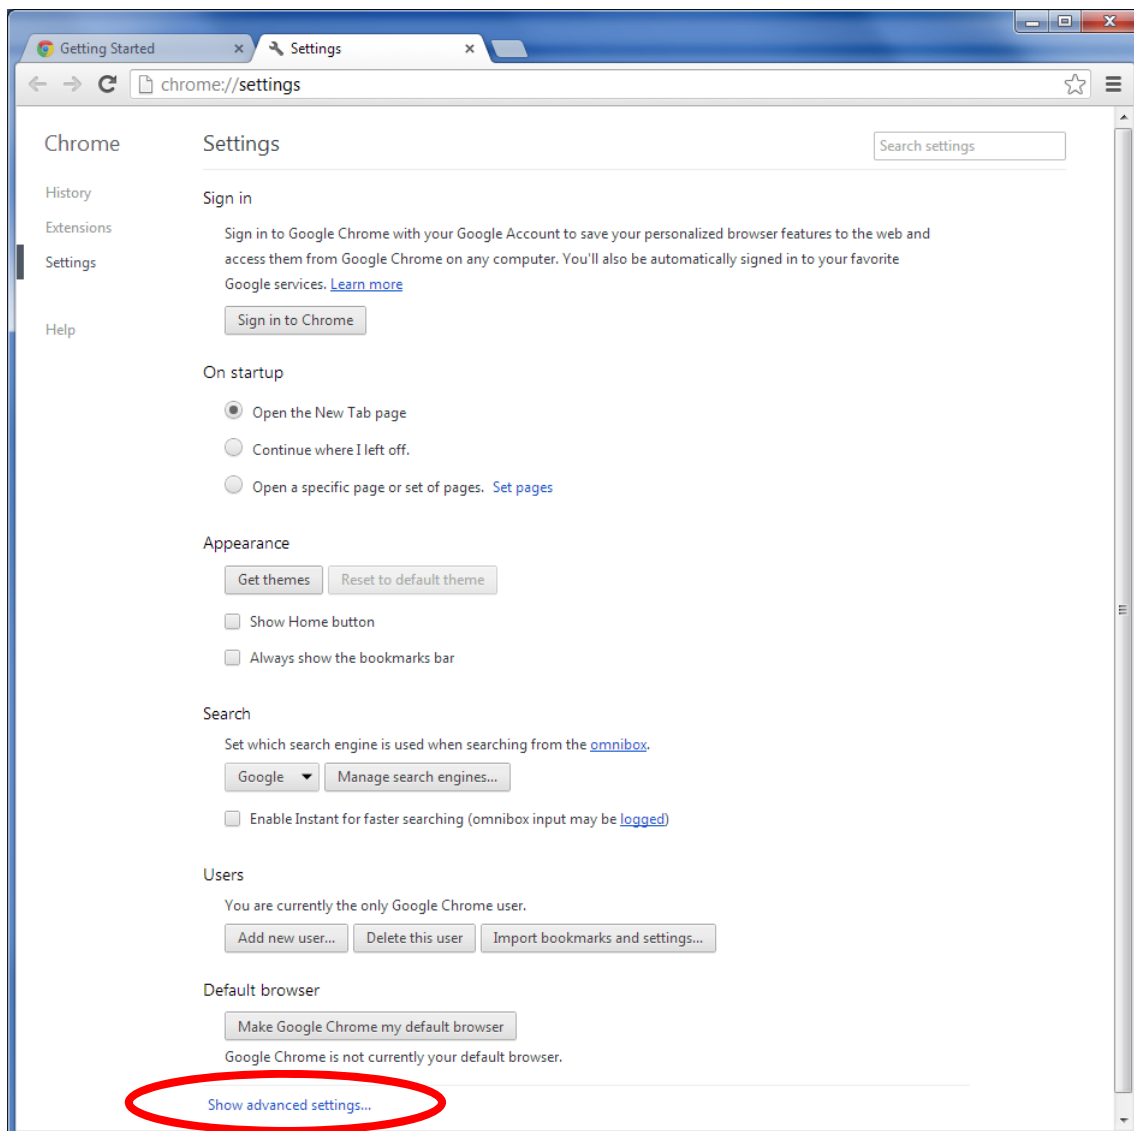 Getting Started
Settings
chrome://settings
Chrome
Settings
Search settings
History
Extensions
Settings
Help
Sign in
Sign in to Google Chrome with your Google Account to save your personalized browser features to the web and
access them from Google Chrome on any computer. You'll also be automatically signed in to your favorite
Google services. Learn more
Sign in to Chrome
On startup
Open the New Tab page
Continue where I left off.
Open a specific page or set of pages. Set pages
Appearance
Get themes
Reset to default theme
Show Home button
Always show the bookmarks bar
Search
Set which search engine is used when searching from the omnibox.
Google
Manage search engines...
Enable Instant for faster searching (omnibox input may be logged)
Users
You are currently the only Google Chrome user.
Add new user...
Delete this user
Import bookmarks and settings...
Default browser
Make Google Chrome my default browser
Google Chrome is not currently your default browser.
Show advanced settings...